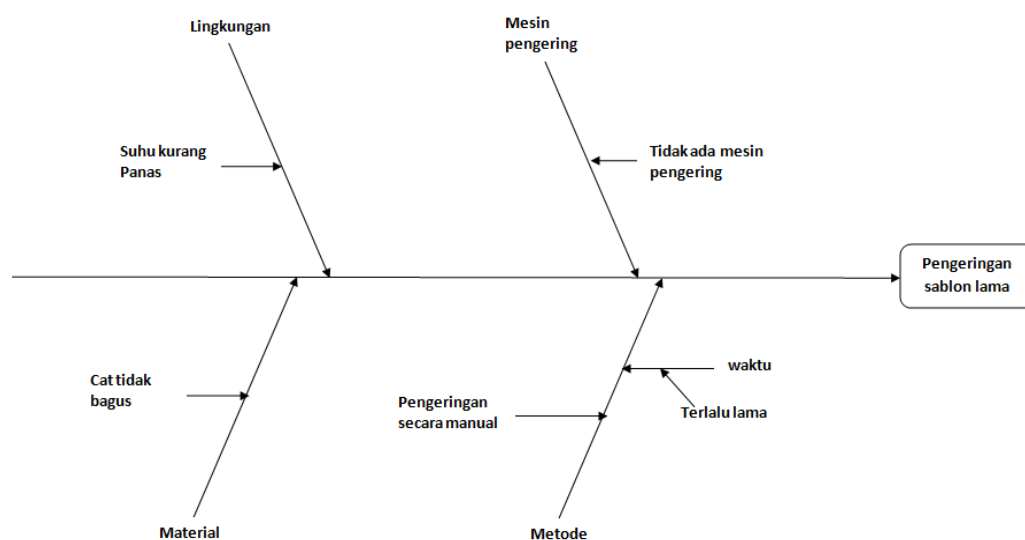 Lingkungan
Mesin
pengering
Suhu kurang
Panas
Tidak ada mesin
pengering
Pengeringan
sablon lama
Cat tidak
bagus
Pengeringan
secara manual
waktu
Terlalu lama
Material
Metode